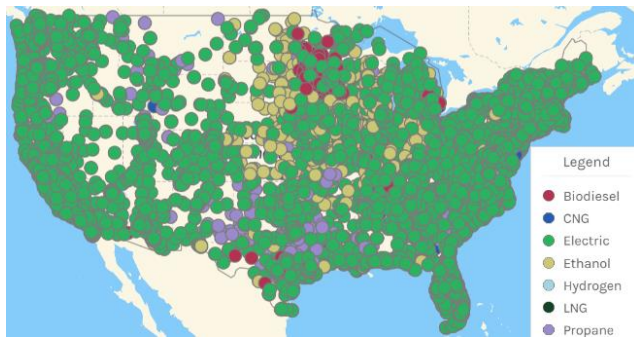 Legend
Biodiesel
CNG
Electric
Ethanol
Hydrogen
LNG
Propane